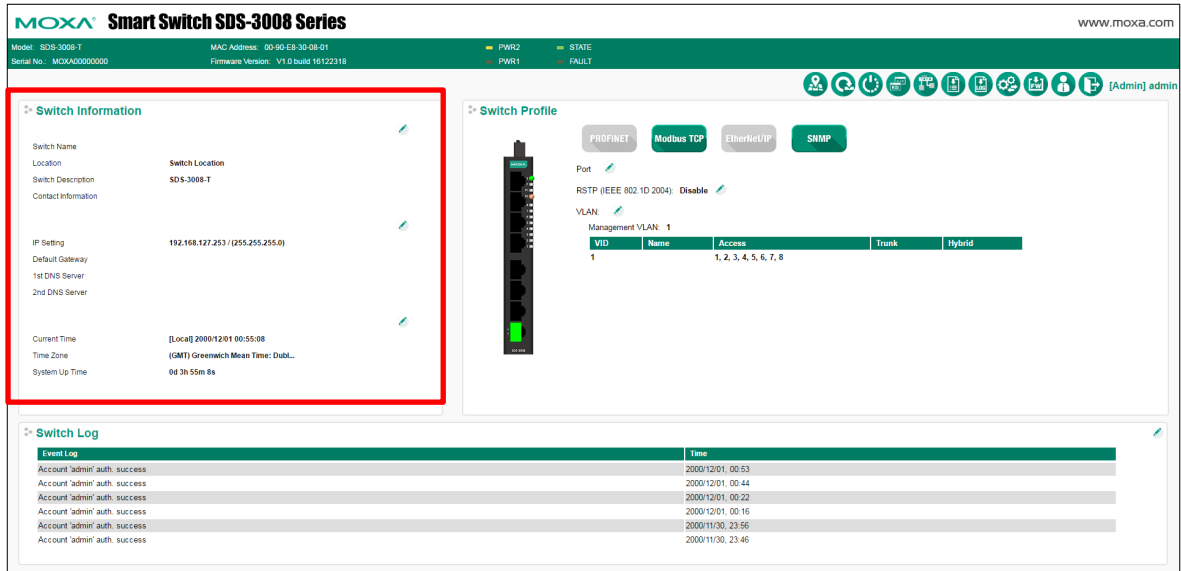 MOXA Smart Switch SDS-3008 Series
www.moxa.com
Model: SDS-3008-T MAC Address: 00-90-E8-30-08-01 PWR2 STATE
Serial No.: MOXA00000000 Firmware Version: V1.0 build 16122318 PWR1 FAULT
[Admin] admin
Switch Information
Switch Name
Location Switch Location
Switch Description SDS-3008-T
Contact Information
IP Setting 192.168.127.253 / (255.255.255.0)
Default Gateway
1st DNS Server
2nd DNS Server
Current Time [Local] 2000/12/01 00:55:08
Time Zone (GMT) Greenwich Mean Time: Dubl...
System Up Time 0d 3h 55m 8s
Switch Profile
PROFINET Modbus TCP EtherNet/IP SNMP
Port
RSTP (IEEE 802.1D 2004): Disable
VLAN:
Management VLAN: 1
VID Name Access Trunk Hybrid
1 1, 2, 3, 4, 5, 6, 7, 8
Switch Log
Event Log Time
Account 'admin' auth. success 2000/12/01, 00:53
Account 'admin' auth. success 2000/12/01, 00:44
Account 'admin' auth. success 2000/12/01, 00:22
Account 'admin' auth. success 2000/12/01, 00:16
Account 'admin' auth. success 2000/11/30, 23:56
Account 'admin' auth. success 2000/11/30, 23:46